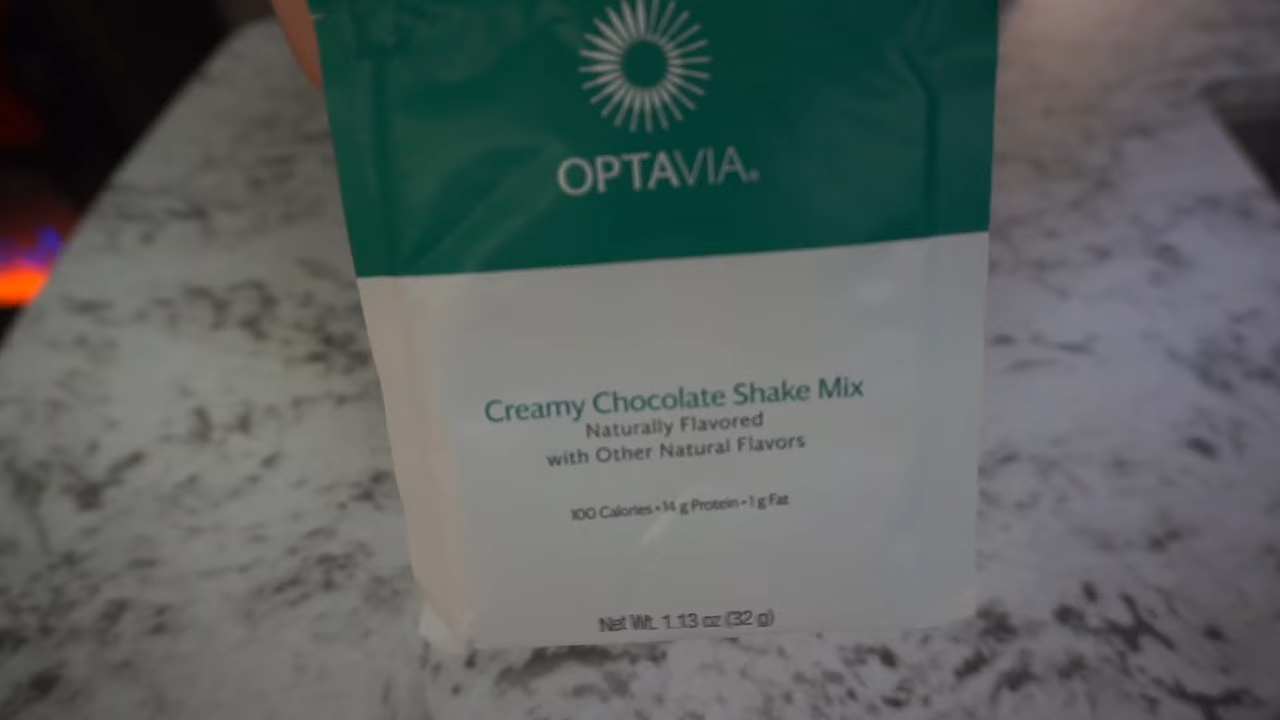 OPTAVIA®
Creamy Chocolate Shake Mix
Naturally Flavored
with Other Natural Flavors
100 Calories • 14 g Protein • 1 g Fat
Net Wt. 1.13 oz (32 g)